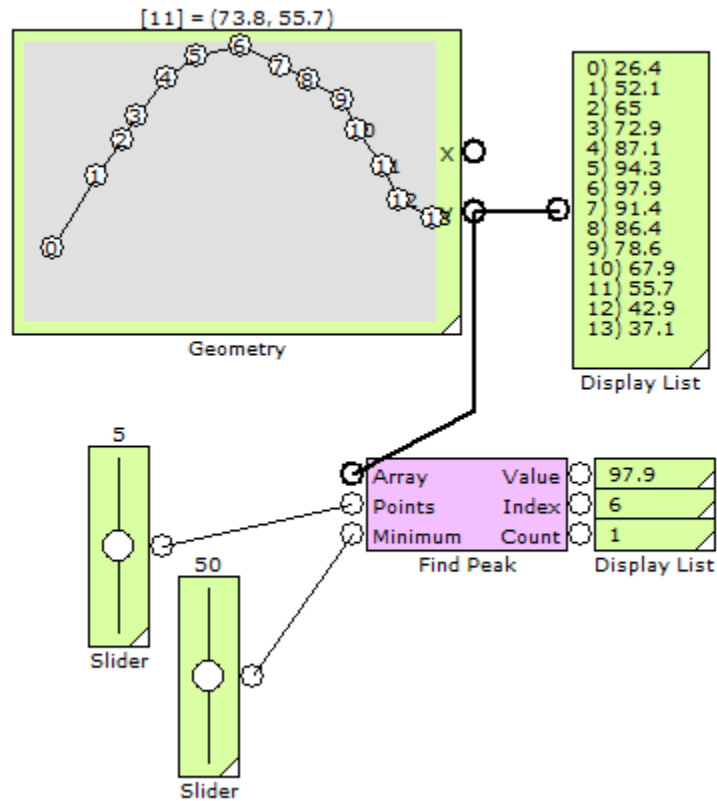 [11] = (73.8, 55.7)
0
1
2
3
4
5
6
7
8
9
10
11
12
13
X
Y
Geometry
0) 26.4
1) 52.1
2) 65
3) 72.9
4) 87.1
5) 94.3
6) 97.9
7) 91.4
8) 86.4
9) 78.6
10) 67.9
11) 55.7
12) 42.9
13) 37.1
Display List
5
Slider
50
Slider
Array Value
Points Index
Minimum Count
Find Peak
97.9
6
1
Display List